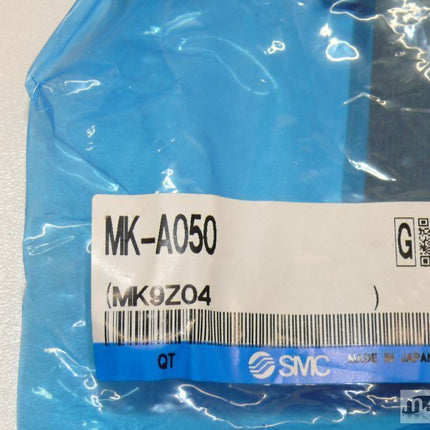 MK-A050
G
(MK9Z04 )
QT SMC MADE IN JAPAN